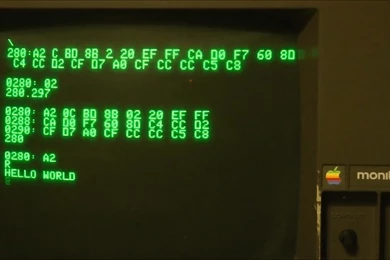 \
280:A2 C BD 8B 2 20 EF FF CA D0 F7 60 8D
C4 CC D2 CF D7 A0 CF CC CC C5 C8
0280: 02
280.297
0280: A2 0C BD 8B 02 20 EF FF
0288: CA D0 F7 60 8D C4 CC D2
0290: CF D7 A0 CF CC CC C5 C8
280
0280: A2
R
HELLO WORLD